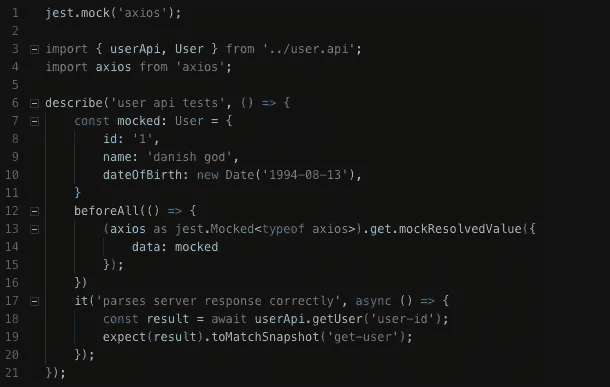 1 jest.mock('axios');
2
3 import { userApi, User } from '../user.api';
4 import axios from 'axios';
5
6 describe('user api tests', () => {
7     const mocked: User = {
8         id: '1',
9         name: 'danish god',
10         dateOfBirth: new Date('1994-08-13'),
11     }
12     beforeAll(() => {
13         (axios as jest.Mocked<typeof axios>).get.mockResolvedValue({
14             data: mocked
15         });
16     })
17     it('parses server response correctly', async () => {
18         const result = await userApi.getUser('user-id');
19         expect(result).toMatchSnapshot('get-user');
20     });
21 });